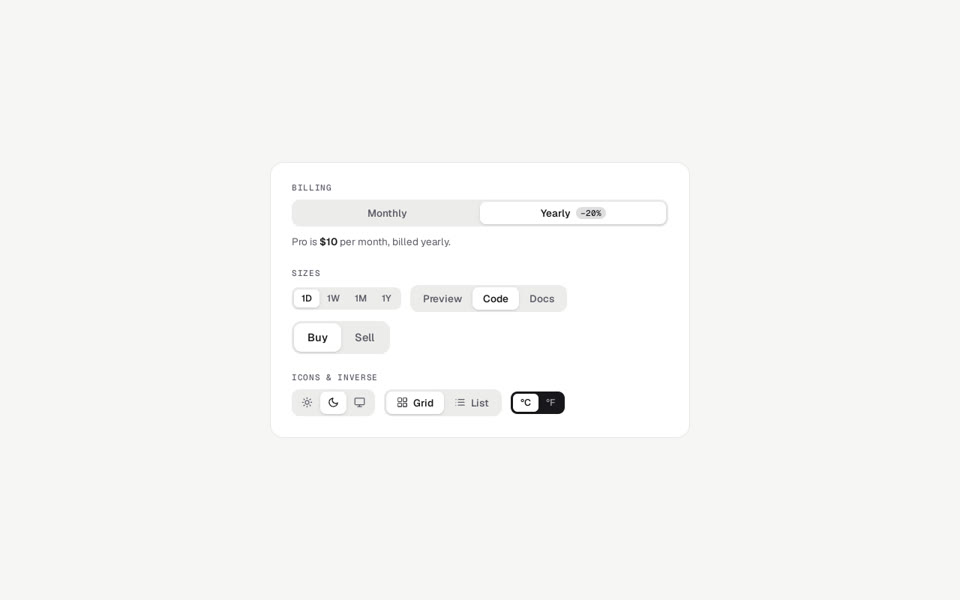 BILLING
Monthly Yearly −20%
Pro is $10 per month, billed yearly.
SIZES
1D 1W 1M 1Y Preview Code Docs
Buy Sell
ICONS & INVERSE
Grid List °C °F